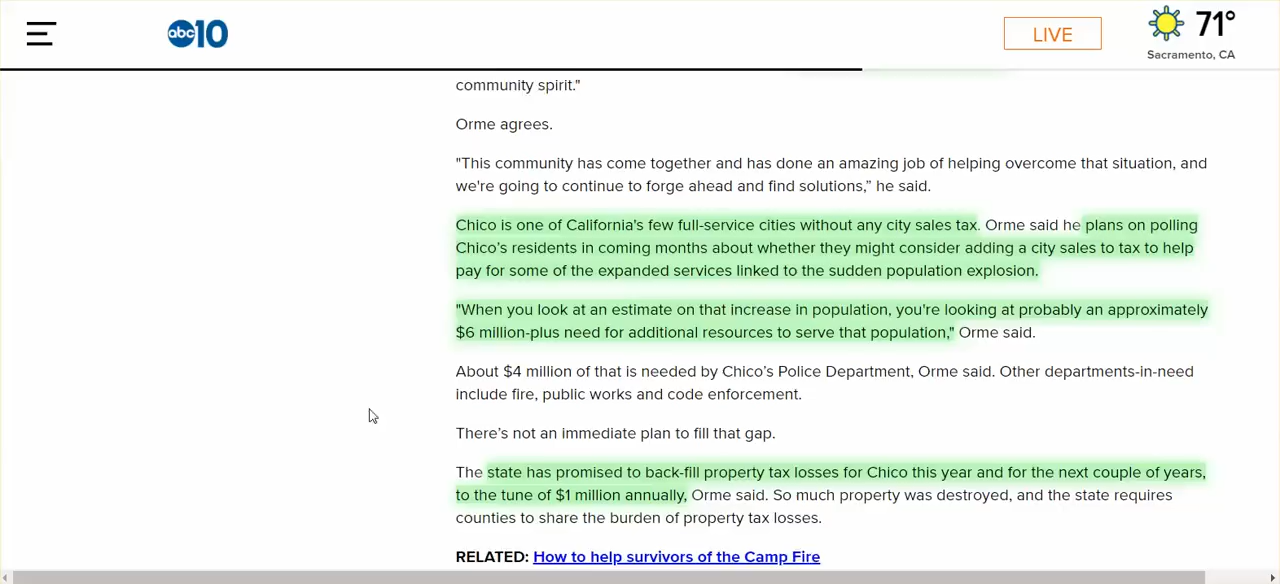 abc10
LIVE
71°
Sacramento, CA
community spirit."
Orme agrees.
"This community has come together and has done an amazing job of helping overcome that situation, and
we're going to continue to forge ahead and find solutions,” he said.
Chico is one of California's few full-service cities without any city sales tax. Orme said he plans on polling
Chico’s residents in coming months about whether they might consider adding a city sales to tax to help
pay for some of the expanded services linked to the sudden population explosion.
"When you look at an estimate on that increase in population, you're looking at probably an approximately
$6 million-plus need for additional resources to serve that population," Orme said.
About $4 million of that is needed by Chico’s Police Department, Orme said. Other departments-in-need
include fire, public works and code enforcement.
There’s not an immediate plan to fill that gap.
The state has promised to back-fill property tax losses for Chico this year and for the next couple of years,
to the tune of $1 million annually, Orme said. So much property was destroyed, and the state requires
counties to share the burden of property tax losses.
RELATED: How to help survivors of the Camp Fire